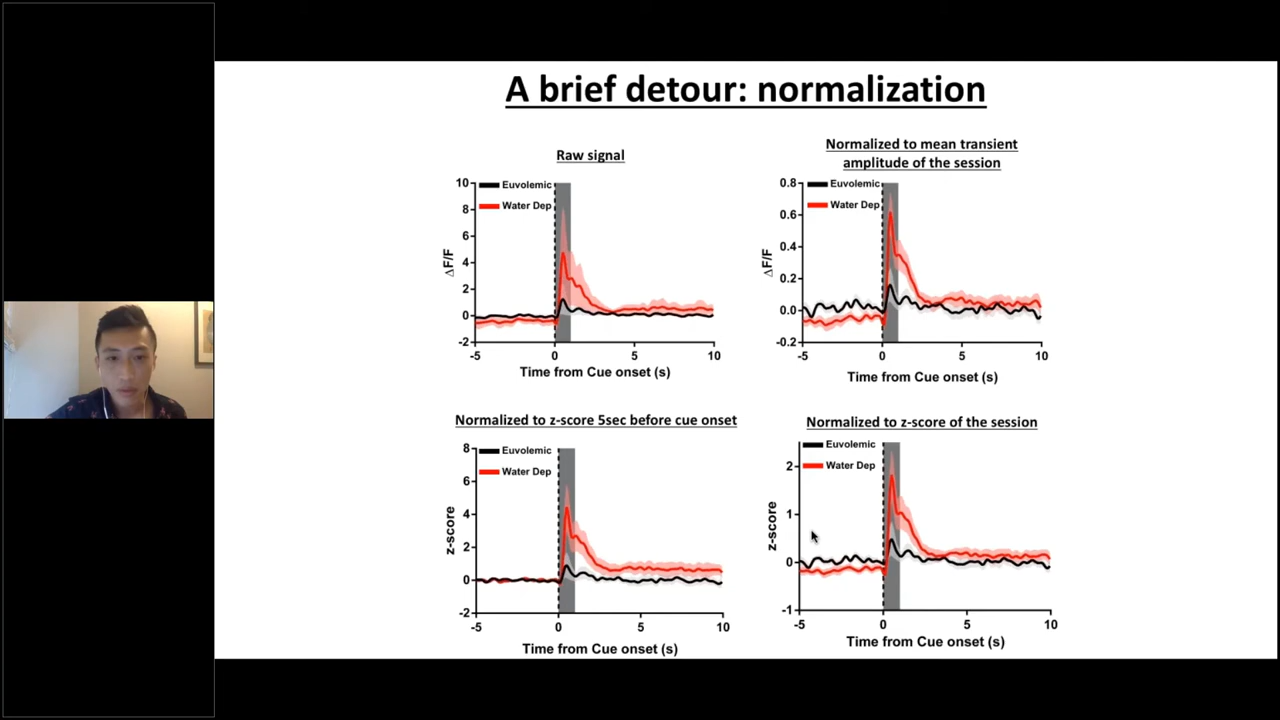 A brief detour: normalization
Raw signal
10
8
6
4
2
0
-2
ΔF/F
Euvolemic
Water Dep
-5
0
5
10
Time from Cue onset (s)
Normalized to mean transient
amplitude of the session
0.8
0.6
0.4
0.2
0.0
-0.2
ΔF/F
Euvolemic
Water Dep
-5
0
5
10
Time from Cue onset (s)
Normalized to z-score 5sec before cue onset
8
6
4
2
0
-2
z-score
Euvolemic
Water Dep
-5
0
5
10
Time from Cue onset (s)
Normalized to z-score of the session
2
1
0
-1
z-score
Euvolemic
Water Dep
-5
0
5
10
Time from Cue onset (s)